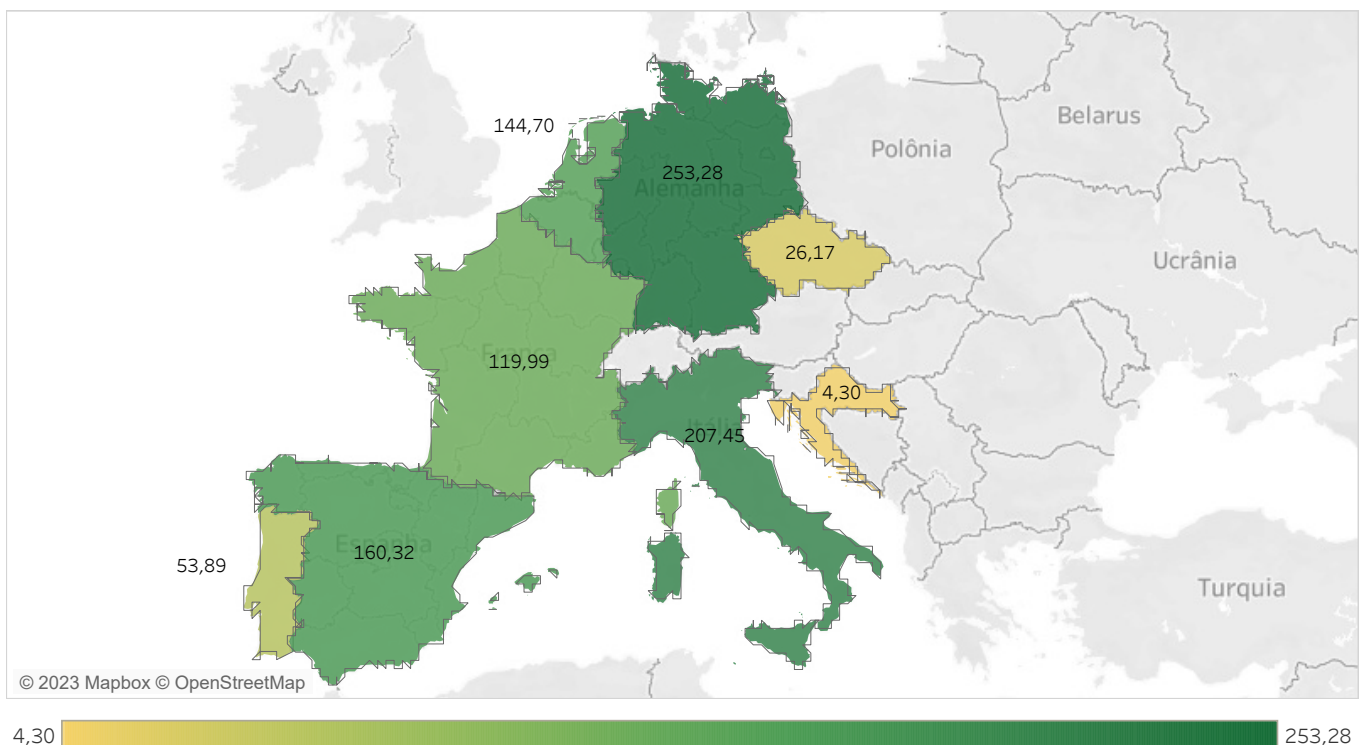 Belarus
144,70
Polônia
253,28
Alemanha
26,17
Ucrânia
França
119,99
4,30
Itália
207,45
Espanha
160,32
53,89
Turquia
© 2023 Mapbox © OpenStreetMap
4,30
253,28